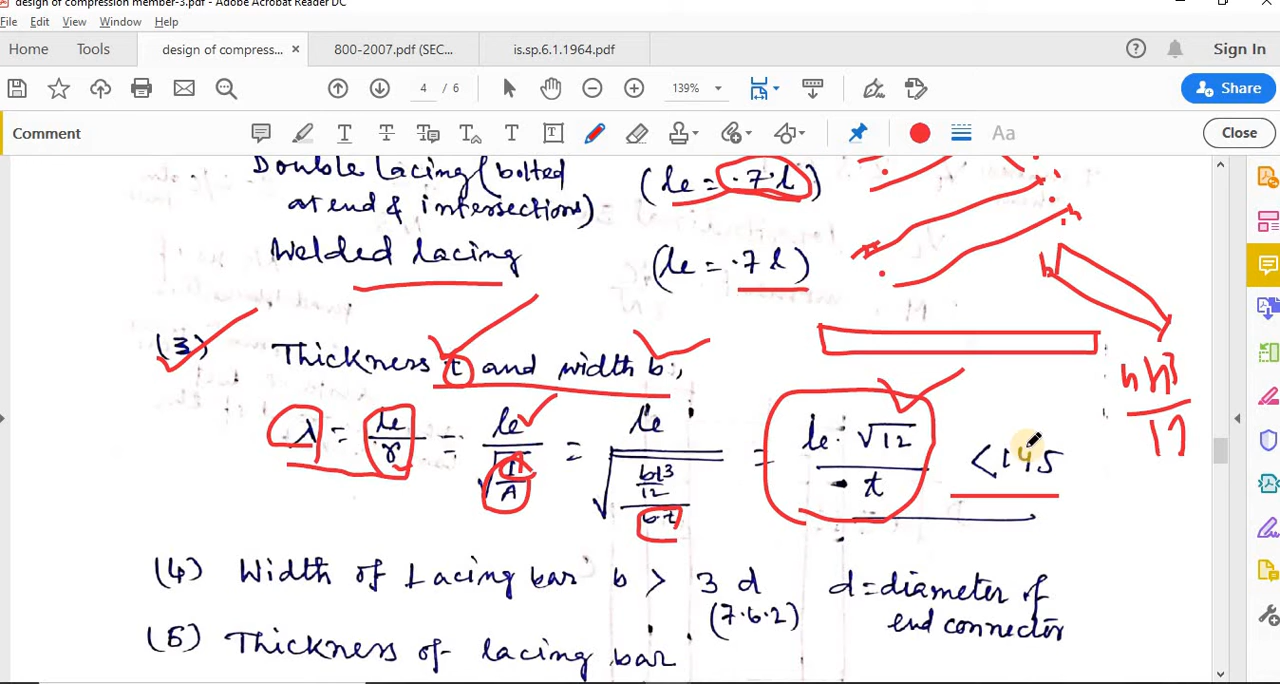 design of compression member-3.pdf - Adobe Acrobat Reader DC
File Edit View Window Help
Home Tools design of compress... × 800-2007.pdf (SEC... is.sp.6.1.1964.pdf Sign In
4 / 6 139% Share
Comment Aa Close
Double lacing (bolted (le = .7 l)
at end & intersections)
Welded lacing (le = .7 l)
(3) Thickness t and width b:,
λ = le/r = le/√(I/A) = le/√((bt³/12)/(b·t)) = le·√12/t <145
12
(4) Width of Lacing bar b > 3 d d = diameter of
(7.6.2) end connector
(5) Thickness of lacing bar